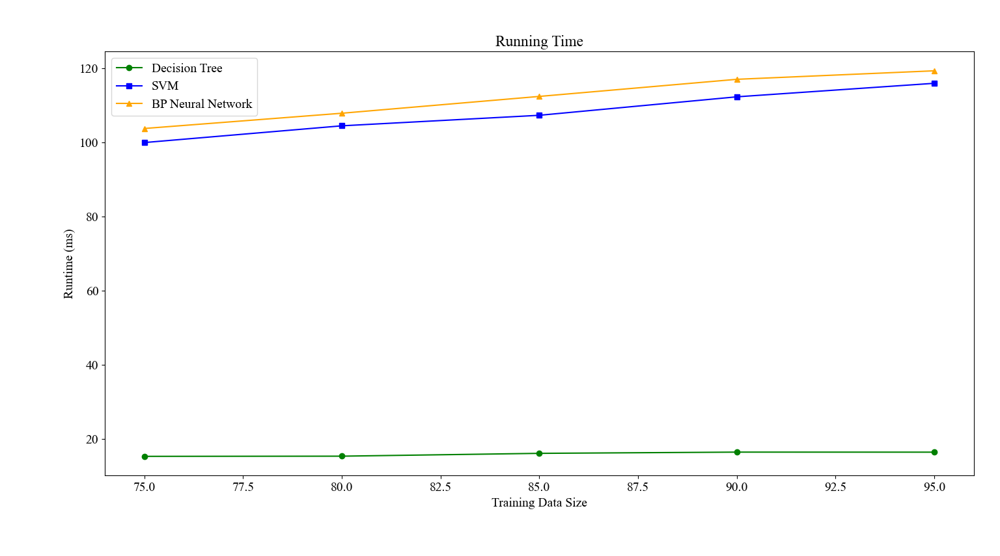 Running Time
Decision Tree
SVM
BP Neural Network
120
100
80
60
40
20
Runtime (ms)
75.0 77.5 80.0 82.5 85.0 87.5 90.0 92.5 95.0
Training Data Size